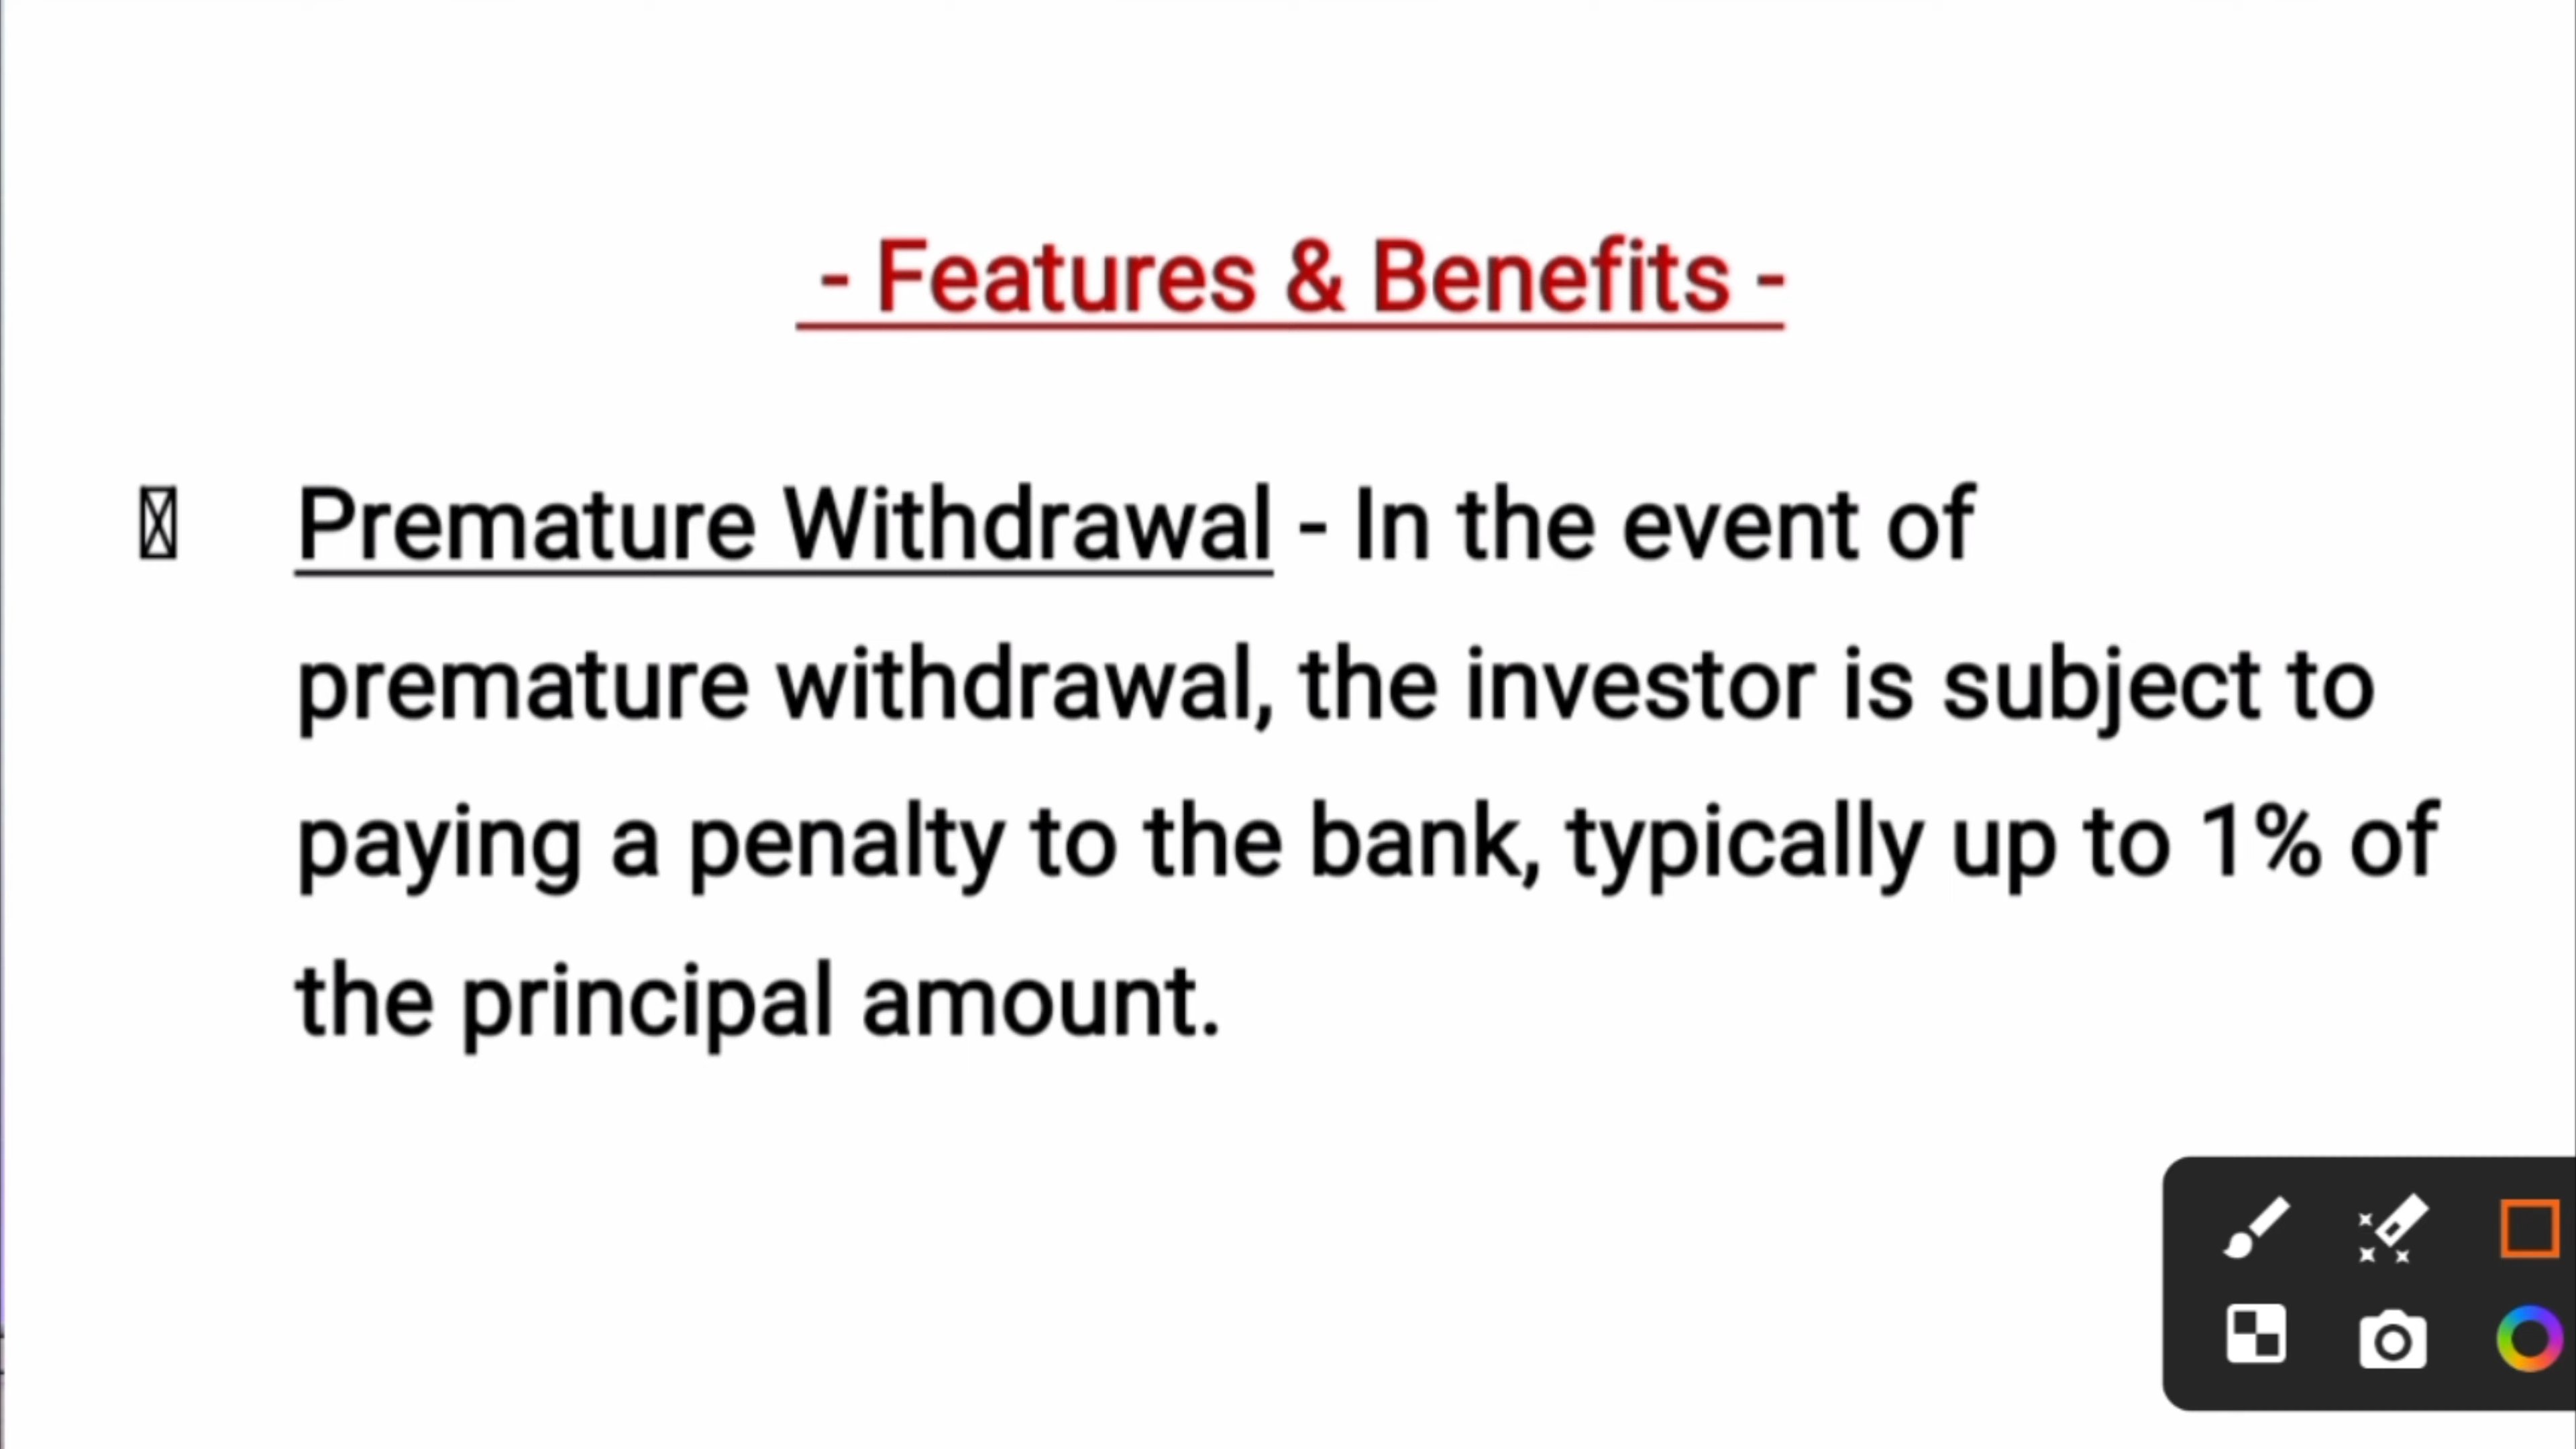 - Features & Benefits -
Premature Withdrawal - In the event of
premature withdrawal, the investor is subject to
paying a penalty to the bank, typically up to 1% of
the principal amount.